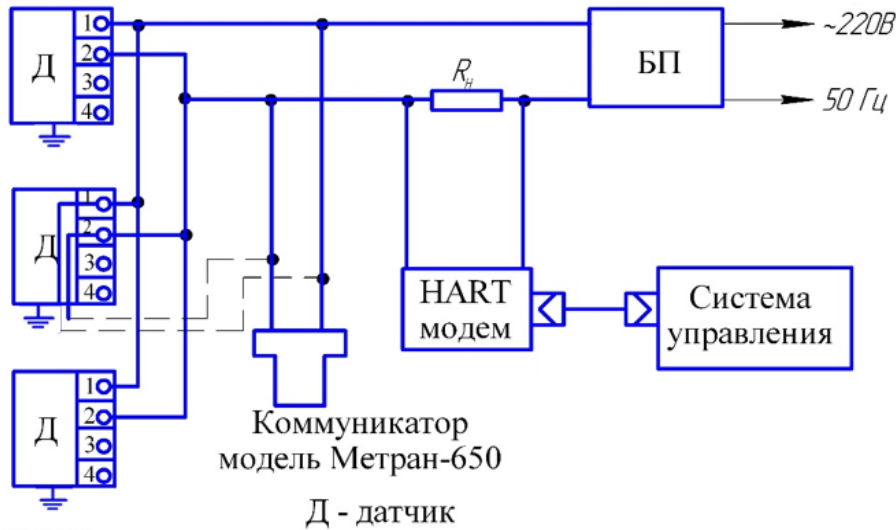 Д
1
2
3
4
Rн
БП
~220В
50 Гц
Д
1
2
3
4
HART
модем
Система
управления
Д
1
2
3
4
Коммуникатор
модель Метран-650
Д - датчик